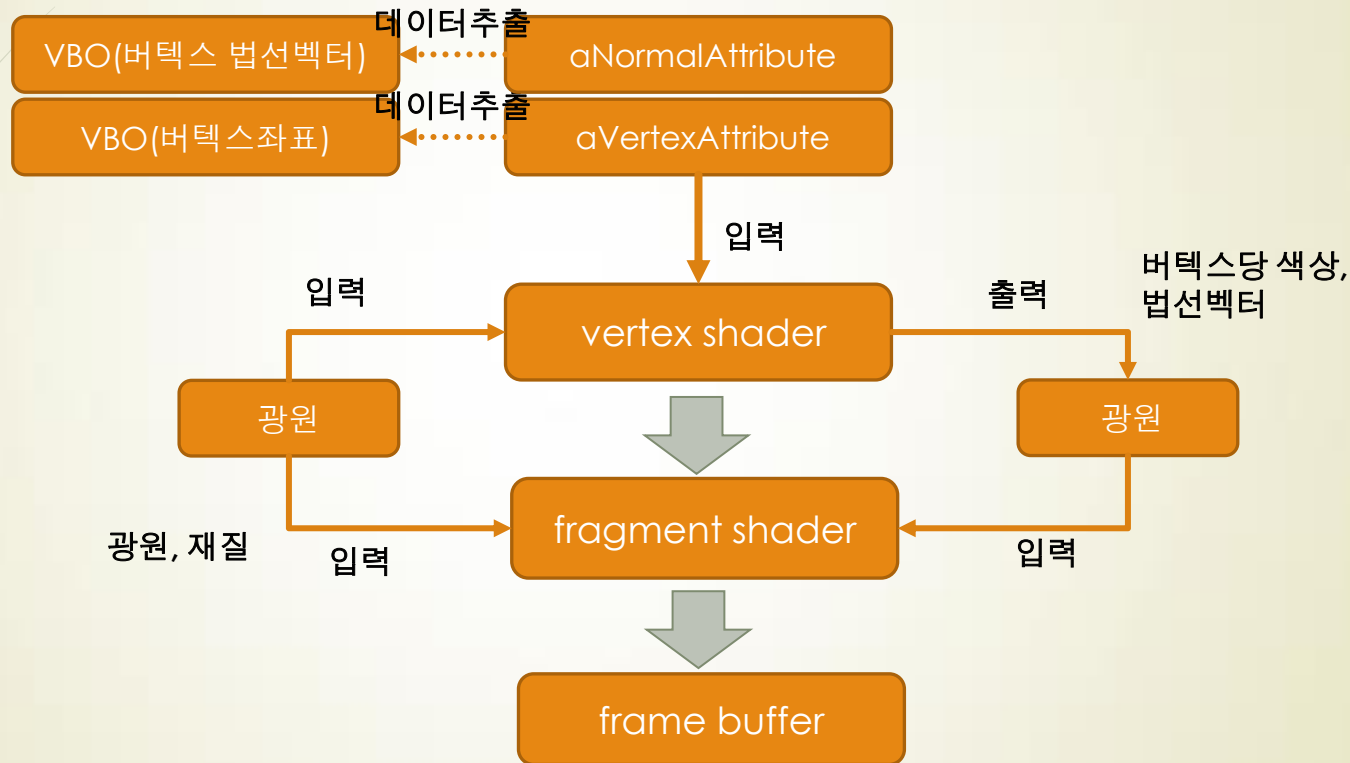 데이터추출
VBO(버텍스 법선벡터)
aNormalAttribute
데이터추출
VBO(버텍스좌표)
aVertexAttribute
입력
입력
vertex shader
출력
버텍스당 색상,
법선벡터
광원
광원
광원, 재질
입력
fragment shader
입력
frame buffer